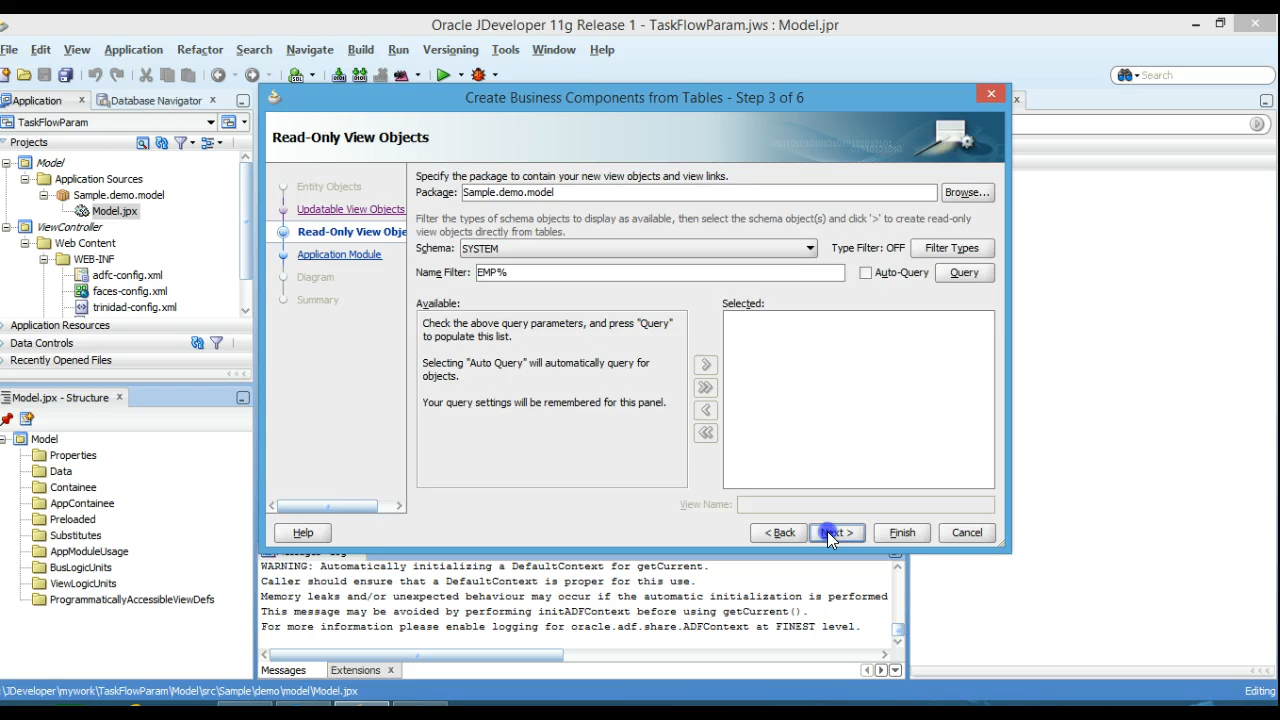 Oracle JDeveloper 11g Release 1 - TaskFlowParam.jws : Model.jpr
File Edit View Application Refactor Search Navigate Build Run Versioning Tools Window Help
Search
Application
Database Navigator
TaskFlowParam
Projects
Model
Application Sources
Sample.demo.model
Model.jpx
ViewController
Web Content
WEB-INF
adfc-config.xml
faces-config.xml
trinidad-config.xml
Application Resources
Data Controls
Recently Opened Files
Model.jpx - Structure
Model
Properties
Data
Containee
AppContainee
Preloaded
Substitutes
AppModuleUsage
BusLogicUnits
ViewLogicUnits
ProgrammaticallyAccessibleViewDefs
Create Business Components from Tables - Step 3 of 6
Read-Only View Objects
Entity Objects
Updatable View Objects
Read-Only View Obje
Application Module
Diagram
Summary
Specify the package to contain your new view objects and view links.
Package: Sample.demo.model Browse...
Filter the types of schema objects to display as available, then select the schema object(s) and click '>' to create read-only
view objects directly from tables.
Schema: SYSTEM Type Filter: OFF Filter Types
Name Filter: EMP% Auto-Query Query
Available: Selected:
Check the above query parameters, and press "Query"
to populate this list.
Selecting "Auto Query" will automatically query for
objects.
Your query settings will be remembered for this panel.
View Name:
Help < Back Next > Finish Cancel
WARNING: Automatically initializing a DefaultContext for getCurrent.
Caller should ensure that a DefaultContext is proper for this use.
Memory leaks and/or unexpected behaviour may occur if the automatic initialization is performed
This message may be avoided by performing initADFContext before using getCurrent().
For more information please enable logging for oracle.adf.share.ADFContext at FINEST level.
Messages Extensions
:\JDeveloper\mywork\TaskFlowParam\Model\src\Sample\demo\model\Model.jpx Editing